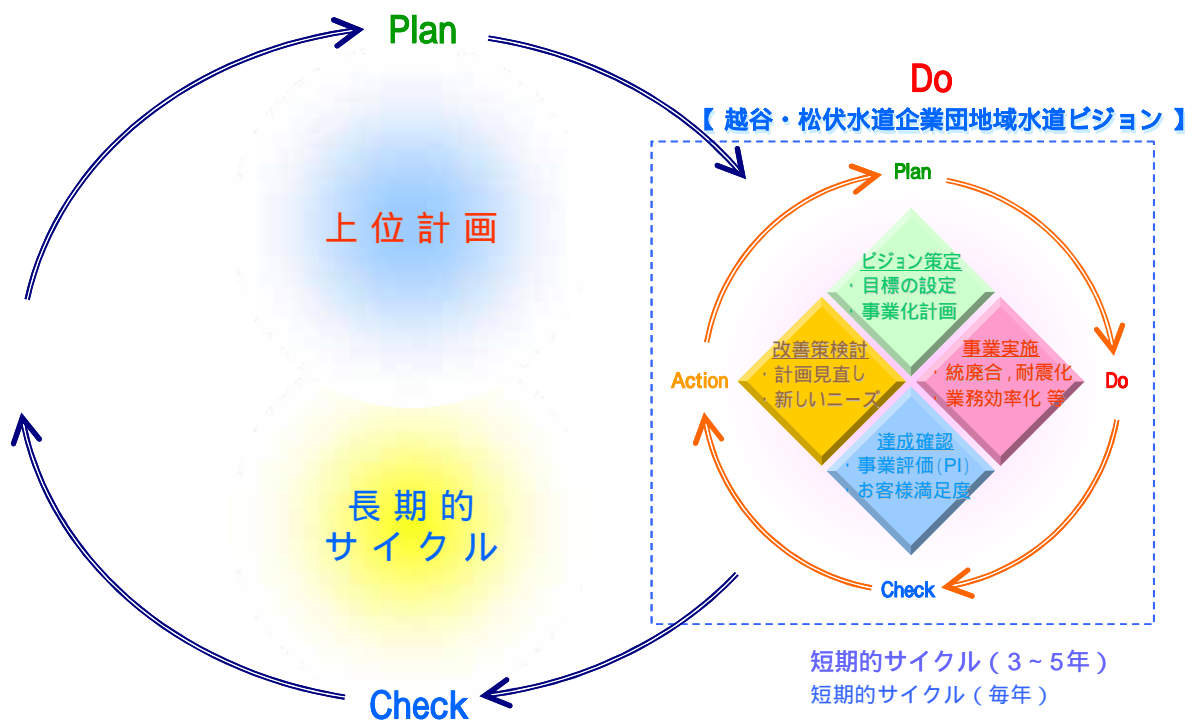 Plan
Do
【 越谷・松伏水道企業団地域水道ビジョン 】
上位計画
長期的
サイクル
Check
Plan
ビジョン策定
・目標の設定
・事業化計画
改善策検討
・計画見直し
・新しいニーズ
事業実施
・統廃合,耐震化
・業務効率化 等
Action
Do
達成確認
・事業評価(PI)
・お客様満足度
Check
短期的サイクル(3~5年)
短期的サイクル(毎年)